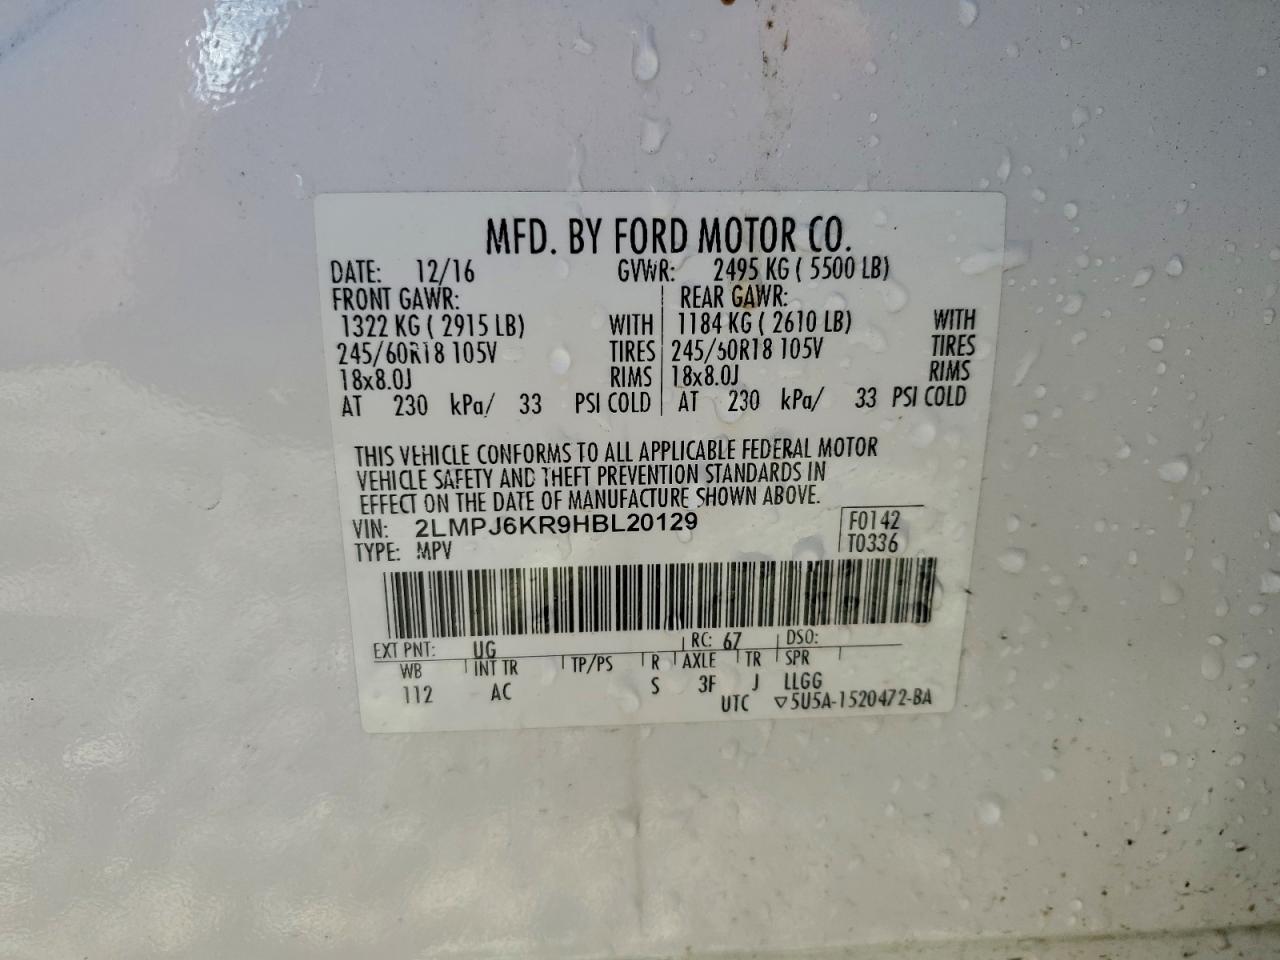 MFD. BY FORD MOTOR CO.
DATE: 12/16 GVWR: 2495 KG ( 5500 LB)
FRONT GAWR: REAR GAWR:
1322 KG ( 2915 LB) WITH 1184 KG ( 2610 LB) WITH
245/60R18 105V TIRES 245/60R18 105V TIRES
18x8.0J RIMS 18x8.0J RIMS
AT 230 kPa/ 33 PSI COLD AT 230 kPa/ 33 PSI COLD
THIS VEHICLE CONFORMS TO ALL APPLICABLE FEDERAL MOTOR
VEHICLE SAFETY AND THEFT PREVENTION STANDARDS IN
EFFECT ON THE DATE OF MANUFACTURE SHOWN ABOVE.
VIN: 2LMPJ6KR9HBL20129 F0142
TYPE: MPV T0336
EXT PNT: UG RC: 67 DSO:
WB INT TR TP/PS R AXLE TR SPR
112 AC S 3F J LLGG
UTC ▽5U5A-1520472-BA